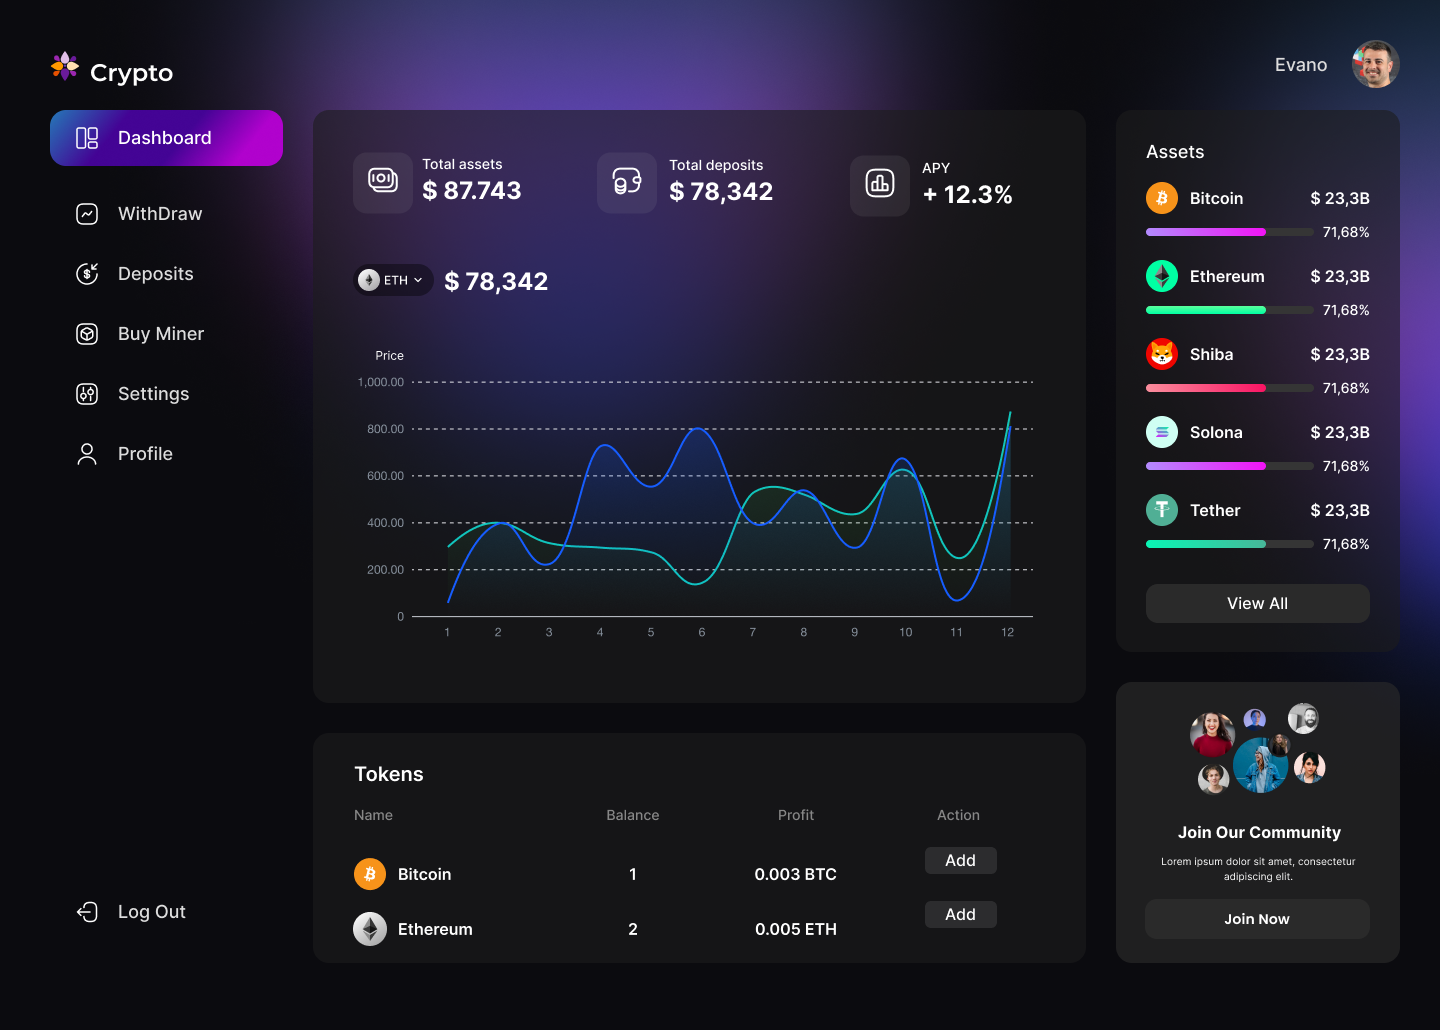 Crypto
Evano
Dashboard
WithDraw
Deposits
Buy Miner
Settings
Profile
Log Out
Total assets
$ 87.743
Total deposits
$ 78,342
APY
+ 12.3%
ETH
$ 78,342
Price
1,000.00
800.00
600.00
400.00
200.00
0
1 2 3 4 5 6 7 8 9 10 11 12
Tokens
Name Balance Profit Action
Bitcoin 1 0.003 BTC Add
Ethereum 2 0.005 ETH Add
Assets
Bitcoin $ 23,3B
71,68%
Ethereum $ 23,3B
71,68%
Shiba $ 23,3B
71,68%
Solona $ 23,3B
71,68%
Tether $ 23,3B
71,68%
View All
Join Our Community
Lorem ipsum dolor sit amet, consectetur
adipiscing elit.
Join Now